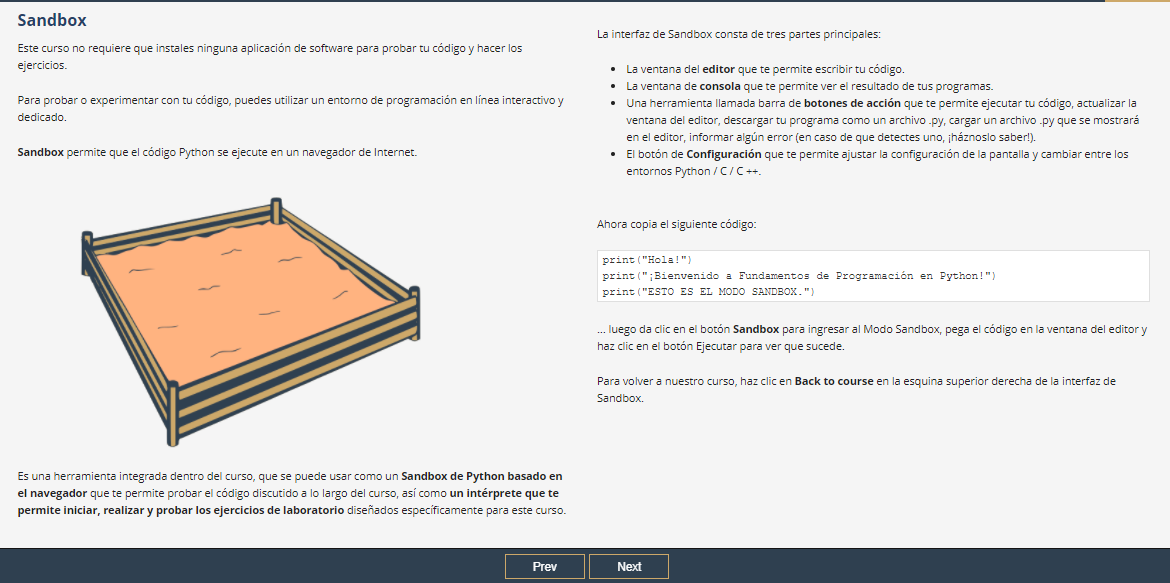 Sandbox
Este curso no requiere que instales ninguna aplicación de software para probar tu código y hacer los
ejercicios.
Para probar o experimentar con tu código, puedes utilizar un entorno de programación en línea interactivo y
dedicado.
Sandbox permite que el código Python se ejecute en un navegador de Internet.
Es una herramienta integrada dentro del curso, que se puede usar como un Sandbox de Python basado en
el navegador que te permite probar el código discutido a lo largo del curso, así como un intérprete que te
permite iniciar, realizar y probar los ejercicios de laboratorio diseñados específicamente para este curso.
La interfaz de Sandbox consta de tres partes principales:
• La ventana del editor que te permite escribir tu código.
• La ventana de consola que te permite ver el resultado de tus programas.
• Una herramienta llamada barra de botones de acción que te permite ejecutar tu código, actualizar la
ventana del editor, descargar tu programa como un archivo .py, cargar un archivo .py que se mostrará
en el editor, informar algún error (en caso de que detectes uno, ¡háznoslo saber!).
• El botón de Configuración que te permite ajustar la configuración de la pantalla y cambiar entre los
entornos Python / C / C ++.
Ahora copia el siguiente código:
print("Hola!")
print("¡Bienvenido a Fundamentos de Programación en Python!")
print("ESTO ES EL MODO SANDBOX.")
... luego da clic en el botón Sandbox para ingresar al Modo Sandbox, pega el código en la ventana del editor y
haz clic en el botón Ejecutar para ver que sucede.
Para volver a nuestro curso, haz clic en Back to course en la esquina superior derecha de la interfaz de
Sandbox.
Prev
Next